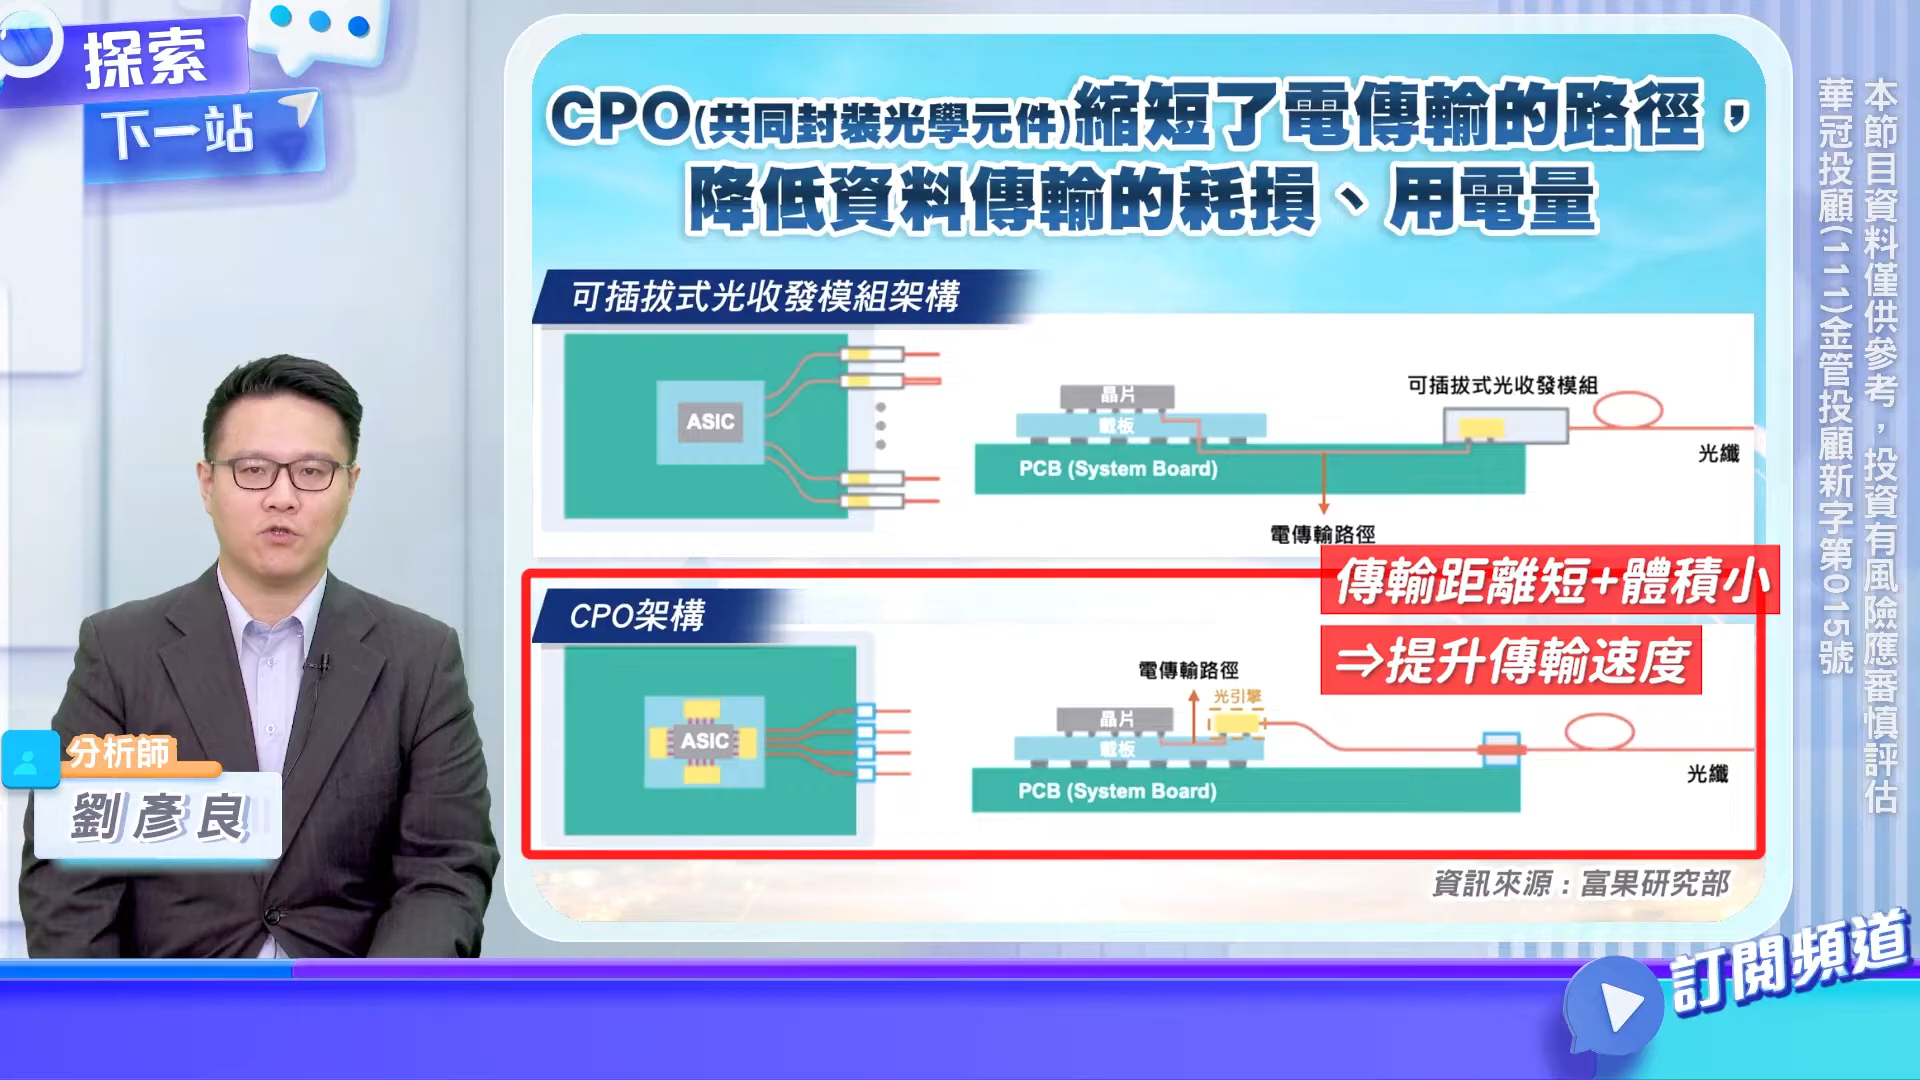 探索
下一站
CPO(共同封裝光學元件)縮短了電傳輸的路徑，
降低資料傳輸的耗損、用電量
可插拔式光收發模組架構
ASIC
晶片
載板
PCB (System Board)
可插拔式光收發模組
光纖
電傳輸路徑
傳輸距離短+體積小
⇒提升傳輸速度
CPO架構
ASIC
電傳輸路徑
光引擎
晶片
載板
PCB (System Board)
光纖
資訊來源：富果研究部
分析師
劉彥良
本節目資料僅供參考，投資有風險應審慎評估
華冠投顧(111)金管投顧新字第015號
訂閱頻道